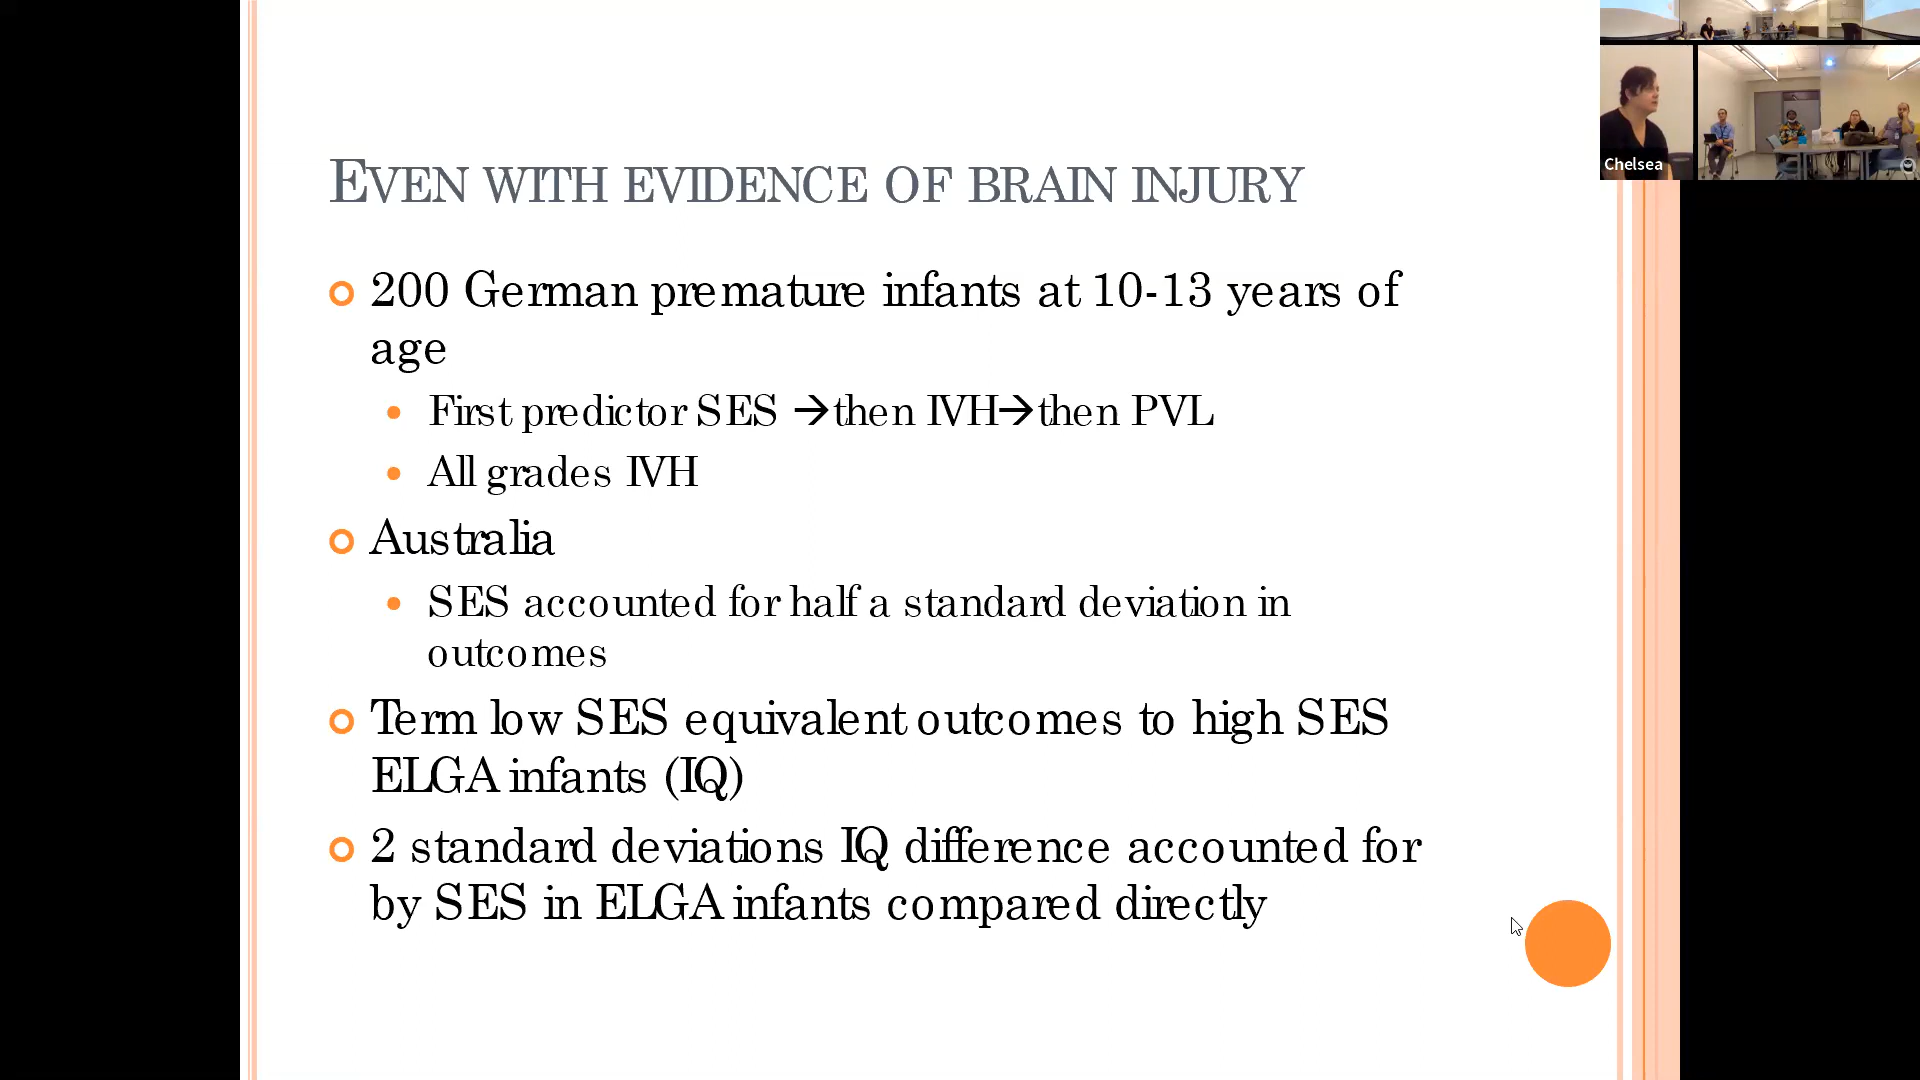 EVEN WITH EVIDENCE OF BRAIN INJURY
200 German premature infants at 10-13 years of
age
First predictor SES →then IVH→then PVL
All grades IVH
Australia
SES accounted for half a standard deviation in
outcomes
Term low SES equivalent outcomes to high SES
ELGA infants (IQ)
2 standard deviations IQ difference accounted for
by SES in ELGA infants compared directly
Chelsea